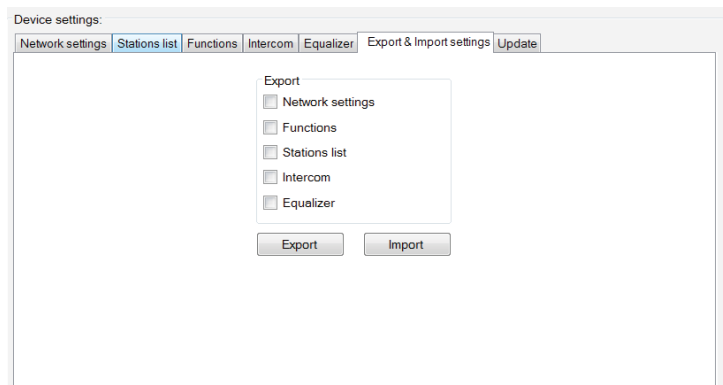 Device settings:
Network settings Stations list Functions Intercom Equalizer Export & Import settings Update
Export
Network settings
Functions
Stations list
Intercom
Equalizer
Export Import